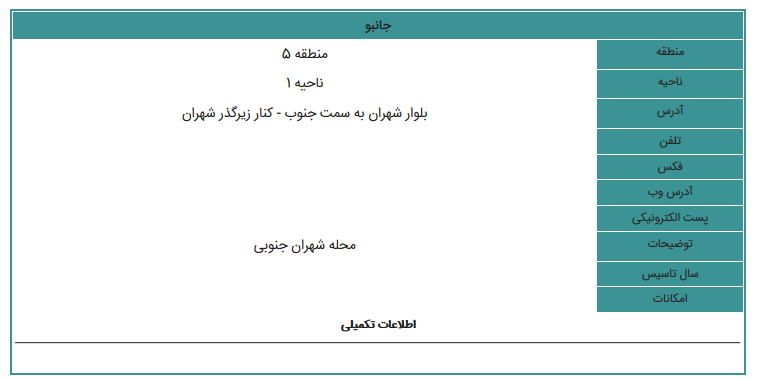 جانبو
منطقه منطقه ۵
ناحیه ناحیه ۱
آدرس بلوار شهران به سمت جنوب - کنار زیرگذر شهران
تلفن
فکس
آدرس وب
پست الکترونیکی
توضیحات محله شهران جنوبی
سال تاسیس
امکانات
اطلاعات تکمیلی